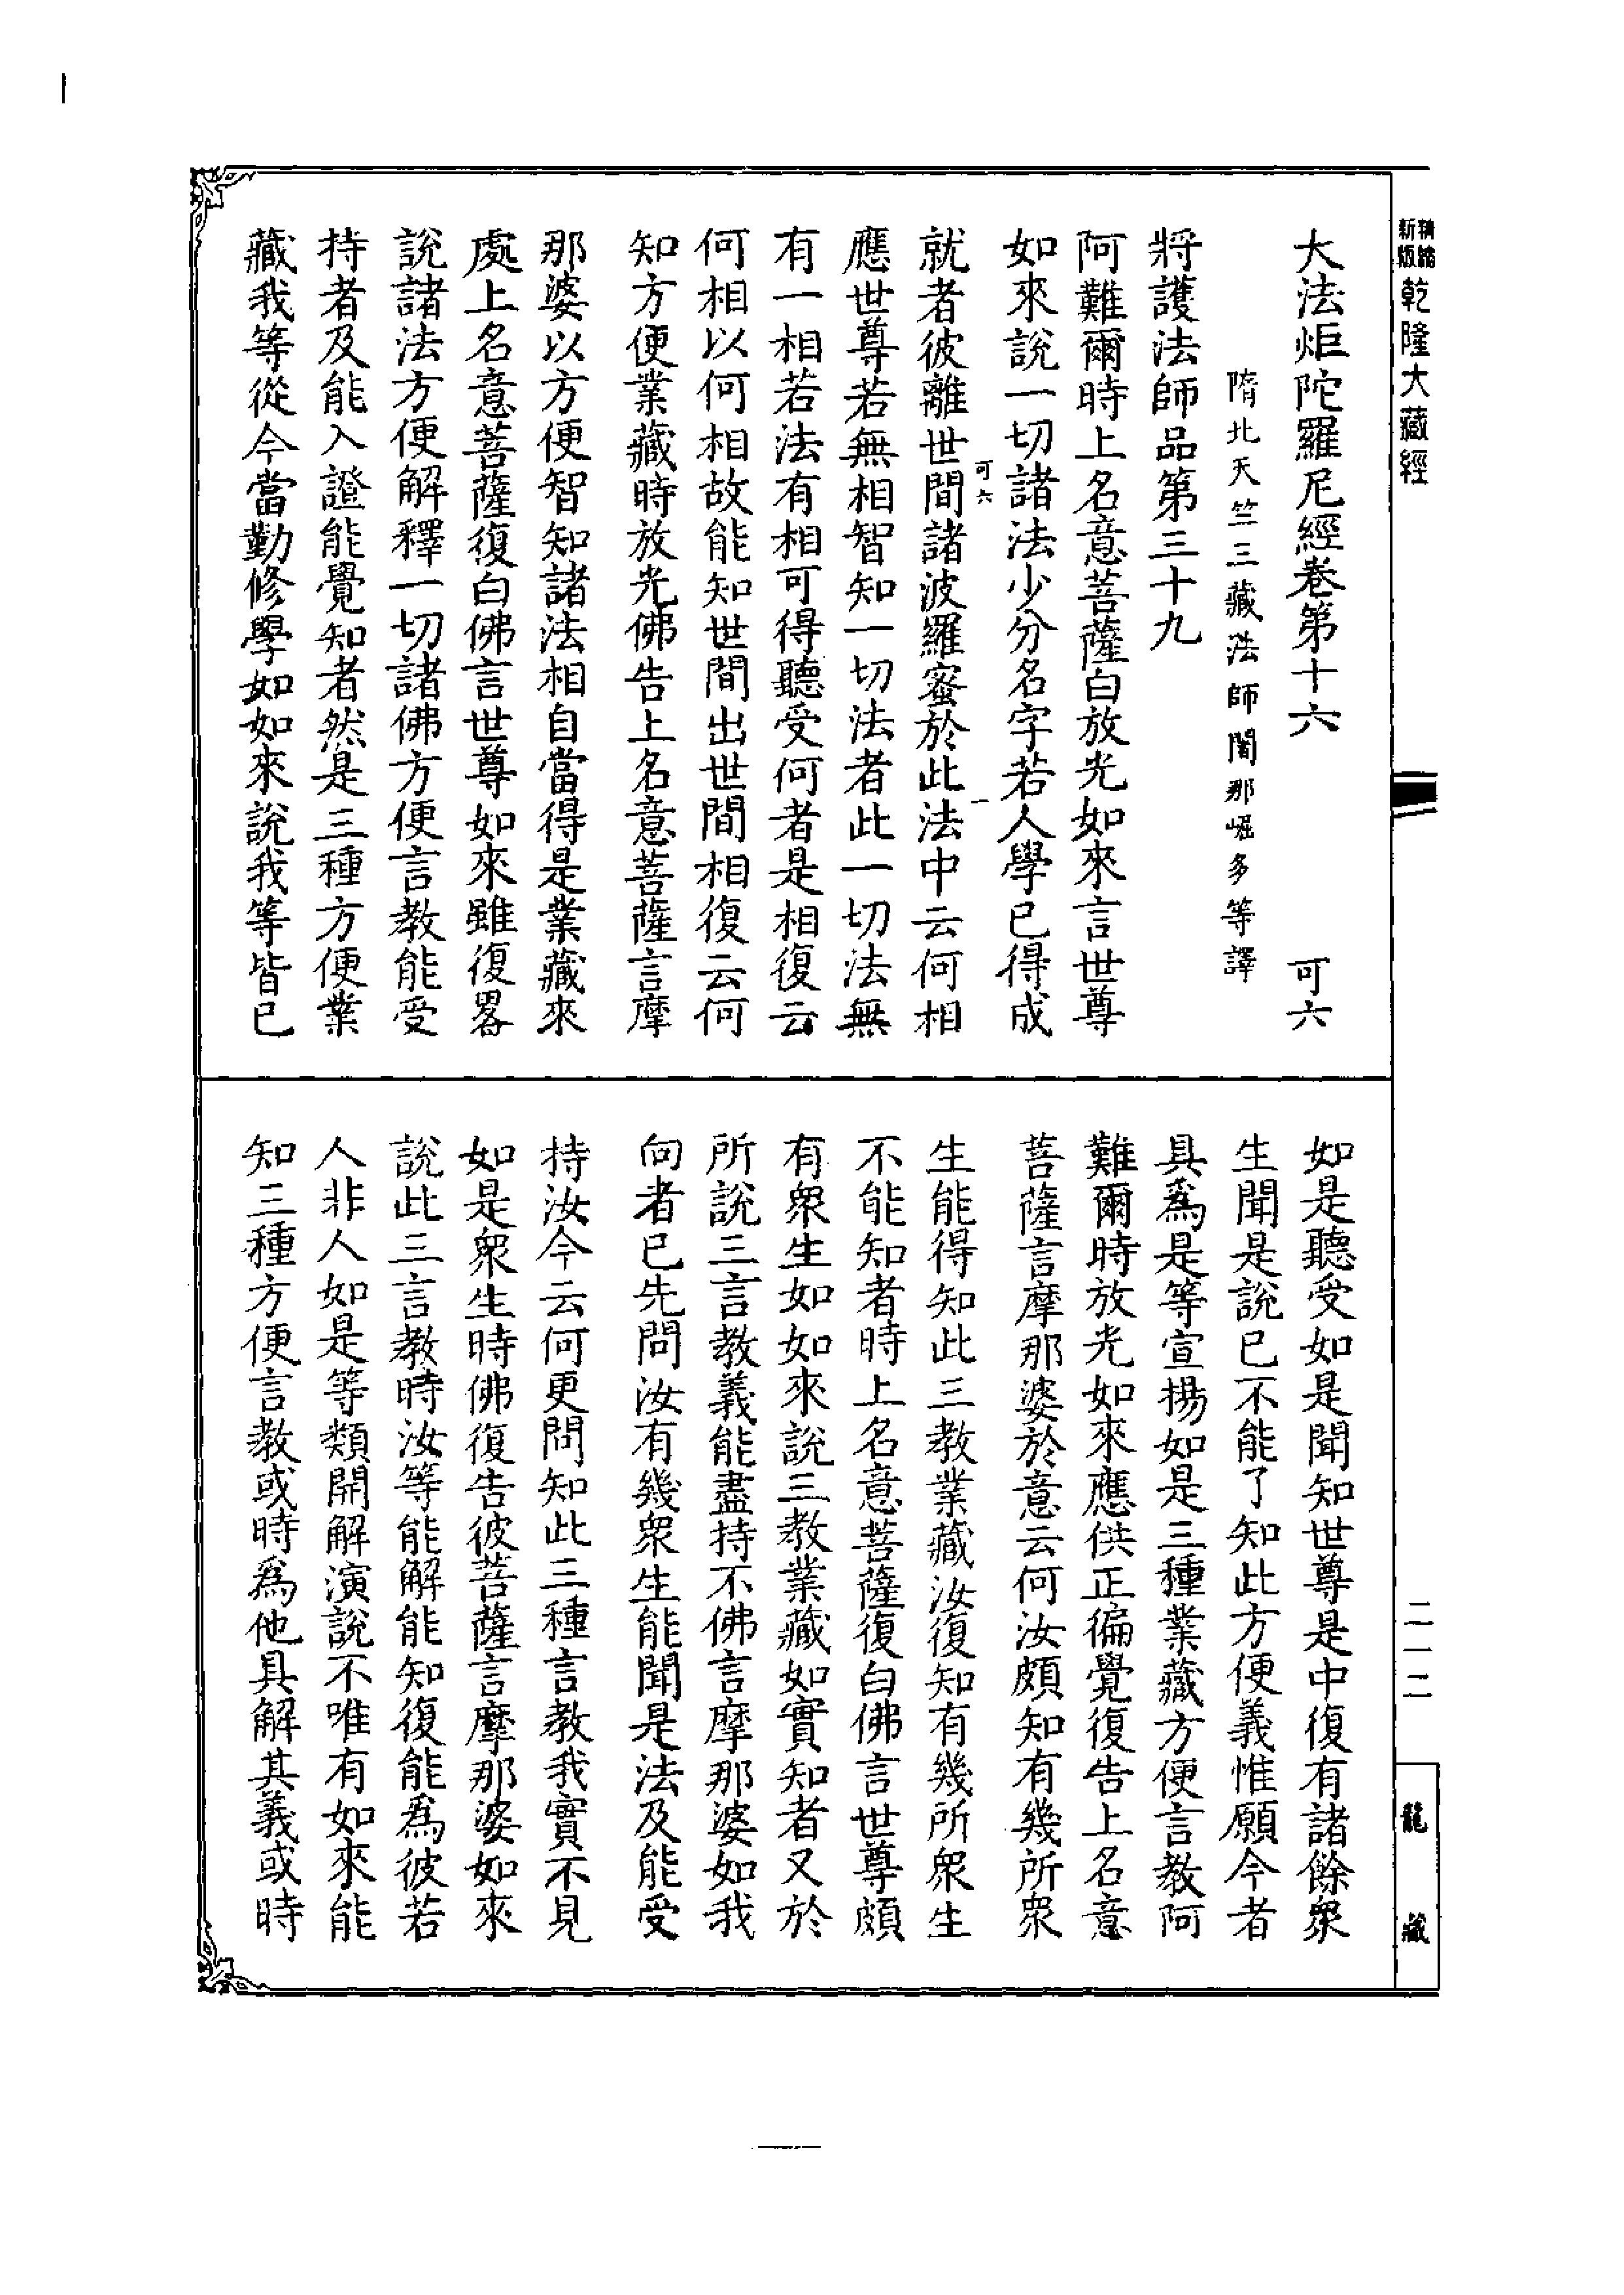 精縮新版乾隆大藏經
大法炬陀羅尼經卷第十六 可六
隋北天竺三藏法師闍那崛多等譯
將護法師品第三十九
阿難爾時上名意菩薩白放光如來言世尊
如來說一切諸法少分名字若人學已得成
可六 一
就者彼離世間諸波羅蜜於此法中云何相
應世尊若無相智知一切法者此一切法無
有一相若法有相可得聽受何者是相復云
何相以何相故能知世間出世間相復云何
知方便業藏時放光佛告上名意菩薩言摩
那婆以方便智知諸法相自當得是業藏來
處上名意菩薩復白佛言世尊如來雖復畧
說諸法方便解釋一切諸佛方便言教能受
持者及能入證能覺知者然是三種方便業
藏我等從今當勤修學如如來說我等皆已
如是聽受如是聞知世尊是中復有諸餘衆
生聞是說已不能了知此方便義惟願今者
具爲是等宣揚如是三種業藏方便言教阿
難爾時放光如來應供正徧覺復告上名意
菩薩言摩那婆於意云何汝頗知有幾所衆
生能得知此三教業藏汝復知有幾所衆生
不能知者時上名意菩薩復白佛言世尊頗
有衆生如如來說三教業藏如實知者又於
所說三言教義能盡持不佛言摩那婆如我
向者已先問汝有幾衆生能聞是法及能受
持汝今云何更問知此三種言教我實不見
如是衆生時佛復告彼菩薩言摩那婆如來
說此三言教時汝等能解能知復能爲彼若
人非人如是等類開解演說不唯有如來能
知三種方便言教或時爲他具解其義或時
二一二
龍藏